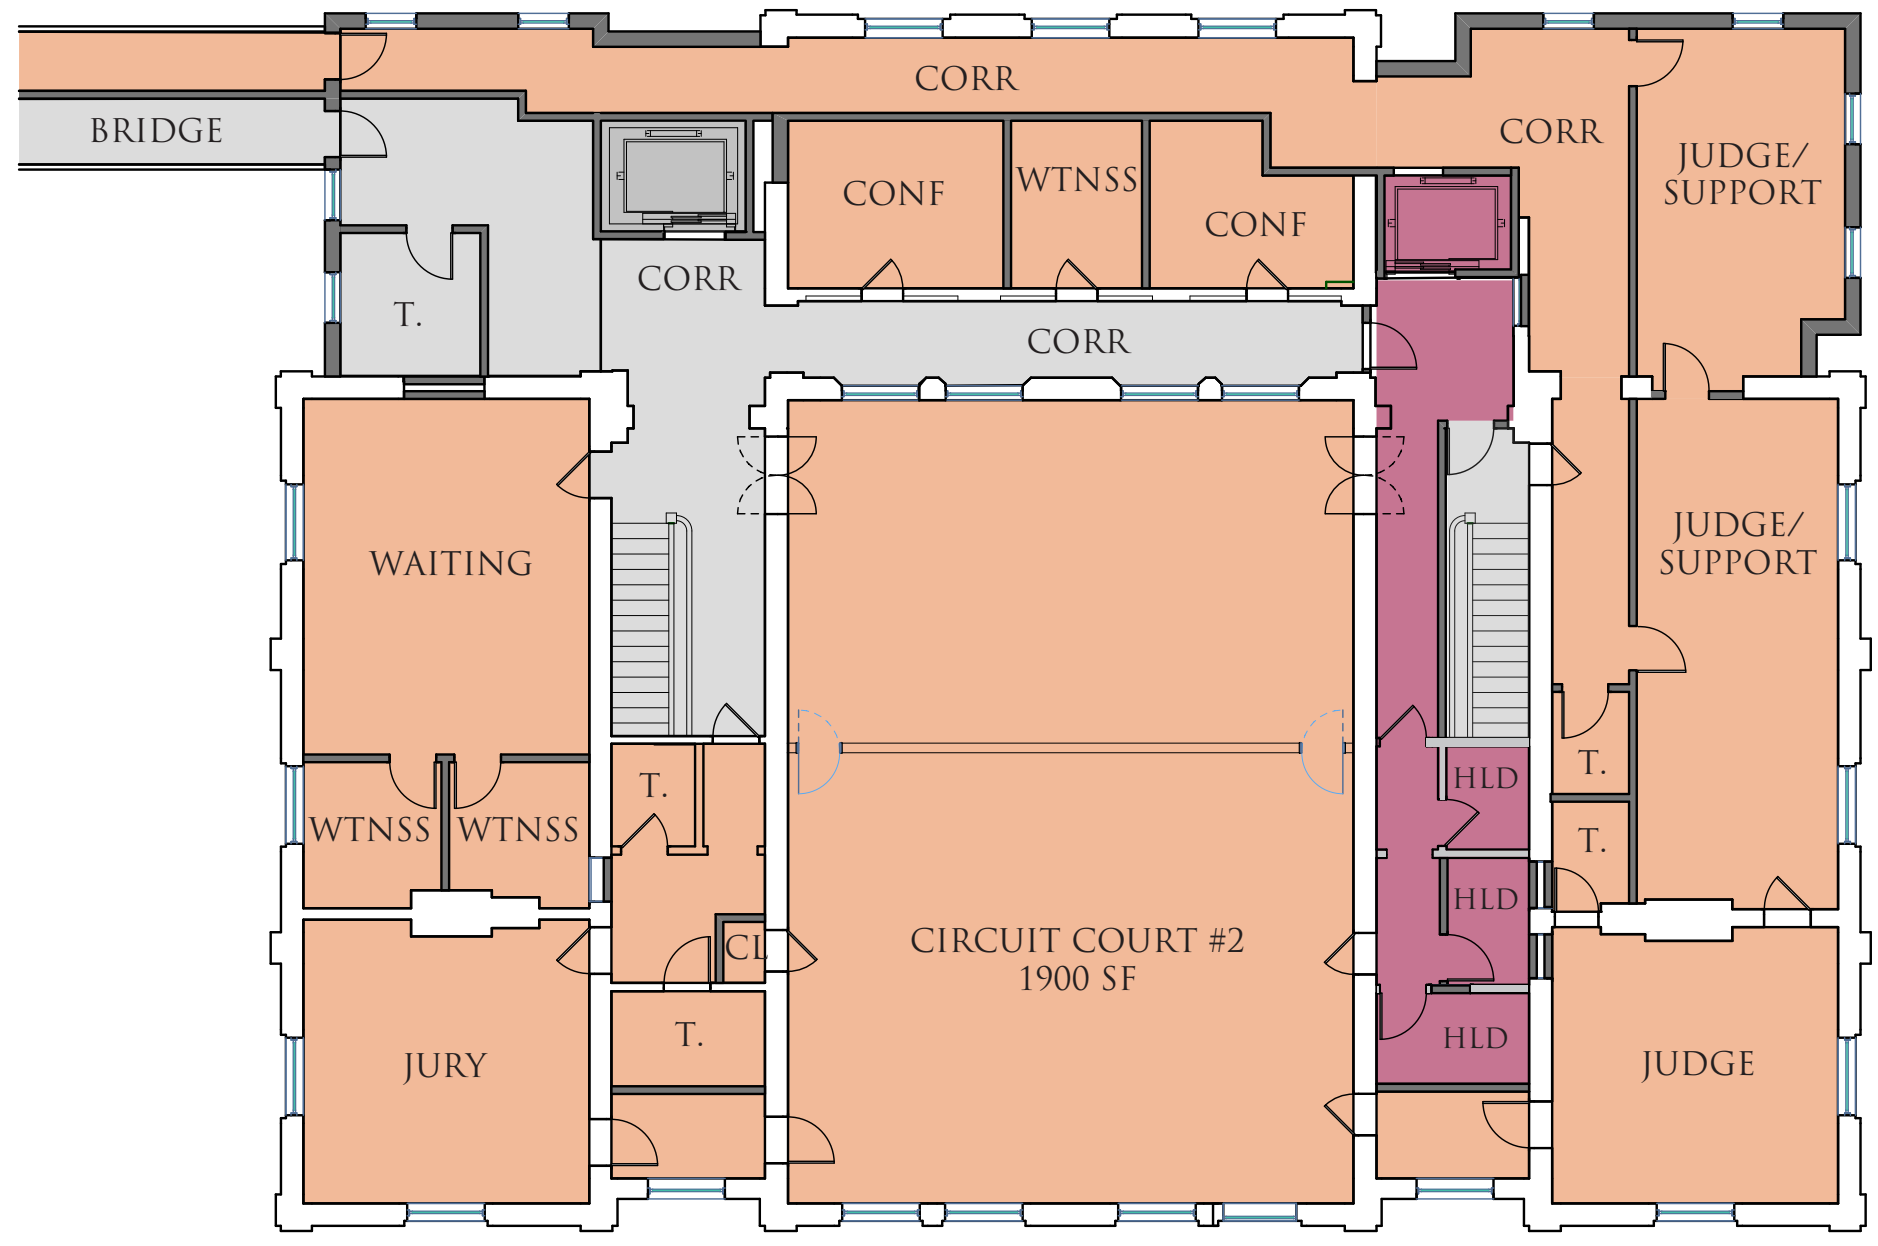 CORR
BRIDGE
CORR
JUDGE/
SUPPORT
CONF
WTNSS
CONF
CORR
T.
CORR
WAITING
JUDGE/
SUPPORT
T.
HLD
T.
WTNSS
WTNSS
T.
HLD
CL
CIRCUIT COURT #2
1900 SF
T.
HLD
JURY
JUDGE